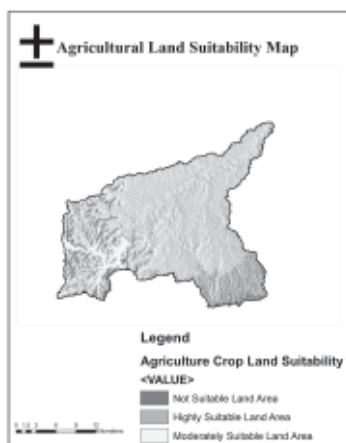 Agricultural Land Suitability Map
Legend
Agriculture Crop Land Suitability
<VALUE>
Not Suitable Land Area
Highly Suitable Land Area
Moderately Suitable Land Area